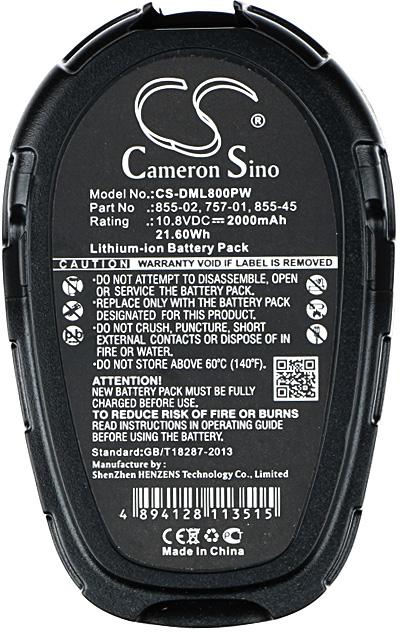 CS ®
Cameron Sino
Model No.:CS-DML800PW
Part No :855-02, 757-01, 855-45
Rating :10.8VDC⎓2000mAh
21.60Wh
Lithium-ion Battery Pack
CAUTION WARRANTY VOID IF LABEL IS REMOVED
·DO NOT ATTEMPT TO DISASSEMBLE, OPEN
OR SERVICE THE BATTERY PACK.
·REPLACE ONLY WITH THE BATTERY PACK
DESIGNATED FOR THIS PRODUCT.
·DO NOT CRUSH, PUNCTURE, SHORT
EXTERNAL CONTACTS OR DISPOSE OF IN
FIRE OR WATER.
·DO NOT STORE ABOVE 60°C (140°F).
ATTENTION!
NEW BATTERY PACK MUST BE FULLY
CHARGED BEFORE USE.
TO REDUCE RISK OF FIRE OR BURNS
READ INSTRUCTIONS IN OPERATING GUIDE
BEFORE USING BATTERY PACK.
Standard:GB/T18287-2013
Manufacture by :
ShenZhen HENZENS Technology Co., Limited
4 894128 113515
CE
Made In China